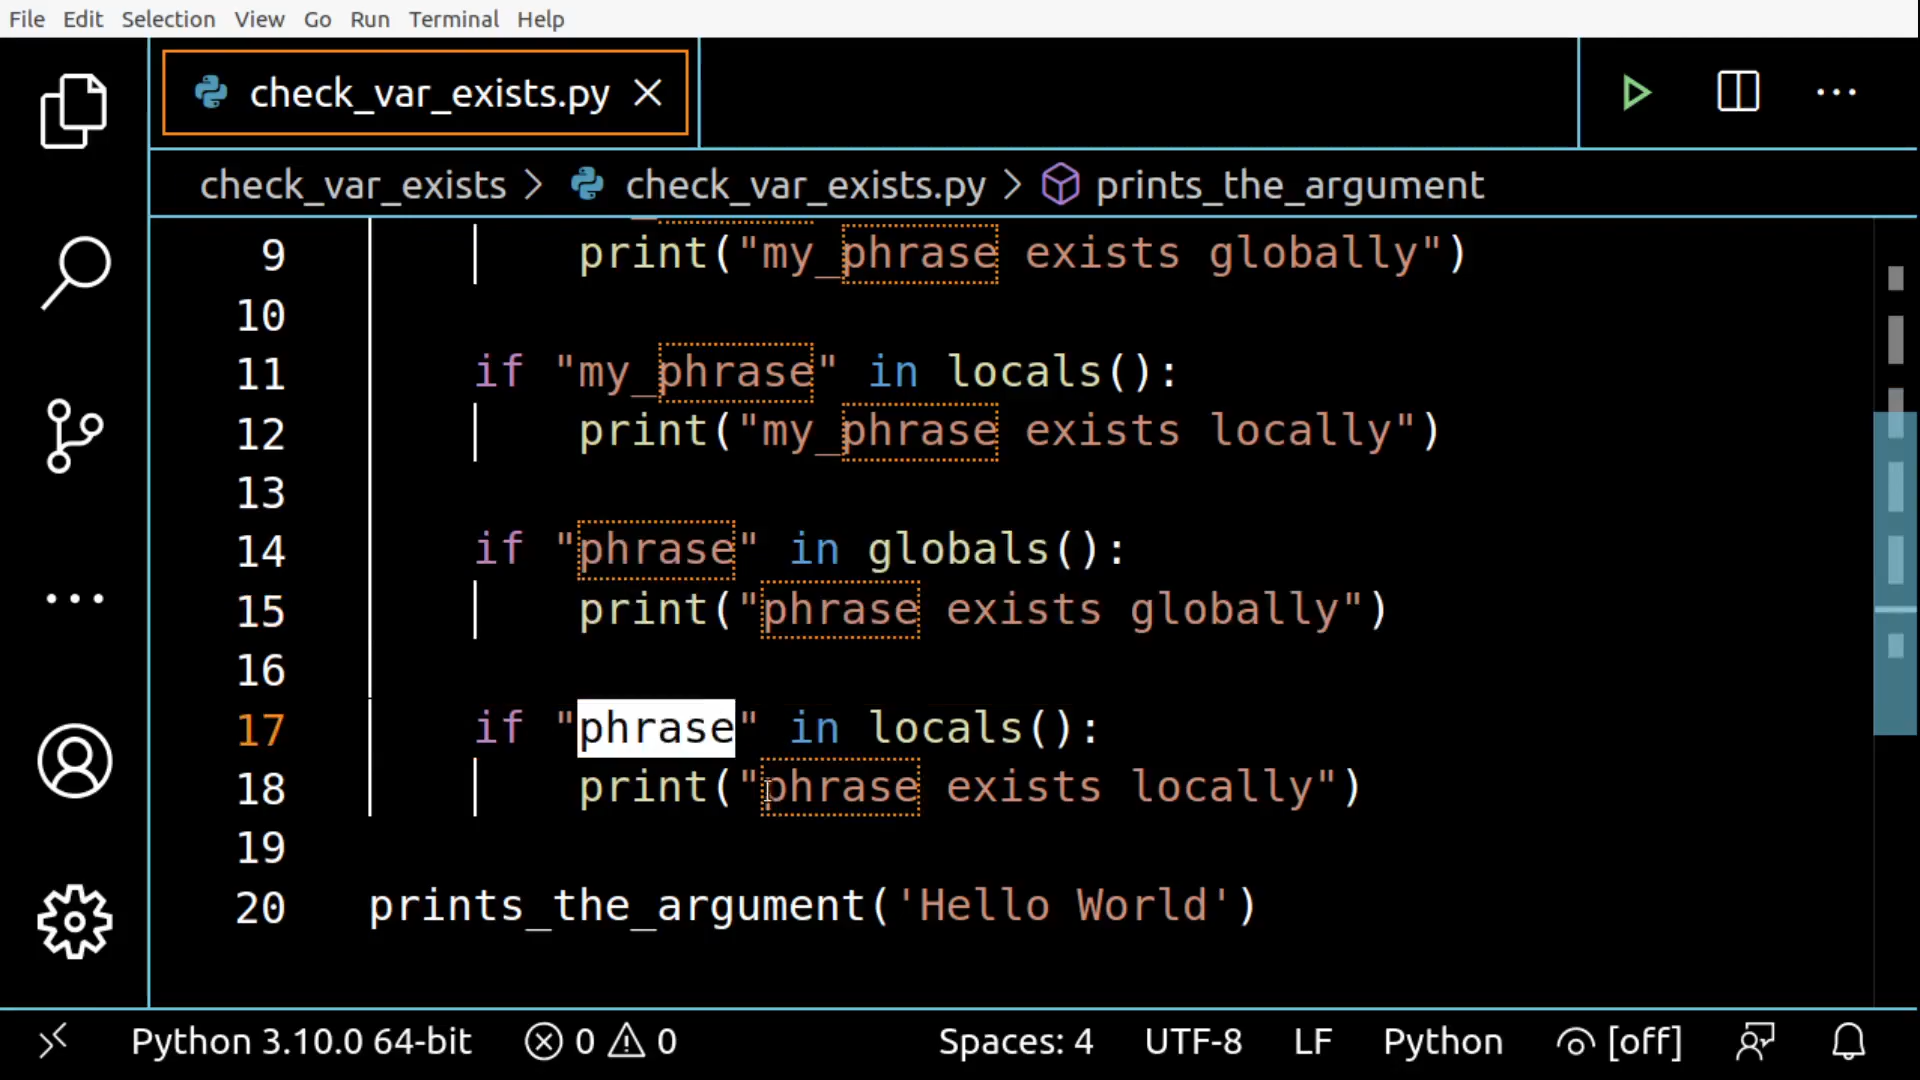 File Edit Selection View Go Run Terminal Help
check_var_exists.py
check_var_exists > check_var_exists.py > prints_the_argument
9 print("my_phrase exists globally")
10
11 if "my_phrase" in locals():
12 print("my_phrase exists locally")
13
14 if "phrase" in globals():
15 print("phrase exists globally")
16
17 if "phrase" in locals():
18 print("phrase exists locally")
19
20 prints_the_argument('Hello World')
Python 3.10.0 64-bit 0 0 Spaces: 4 UTF-8 LF Python [off]